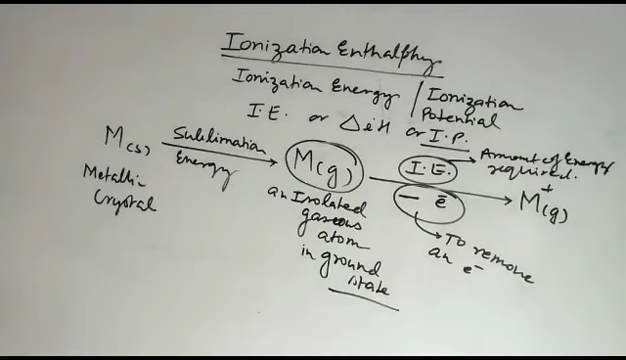 Ionization Enthalphy
Ionization Energy / Ionization Potential
I.E. or ΔiH or I.P.
M(s) Sublimation Energy M(g) I.E. → Amount of Energy required.
- ē M+(g)
Metallic Crystal
an Isolated
gaseous
atom
in ground
state
To remove
an e-